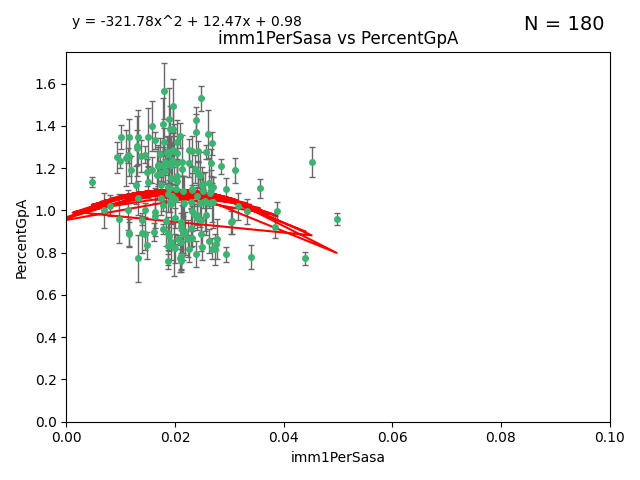 y = -321.78x^2 + 12.47x + 0.98
N = 180
imm1PerSasa vs PercentGpA
PercentGpA
1.6
1.4
1.2
1.0
0.8
0.6
0.4
0.2
0.0
0.00 0.02 0.04 0.06 0.08 0.10
imm1PerSasa